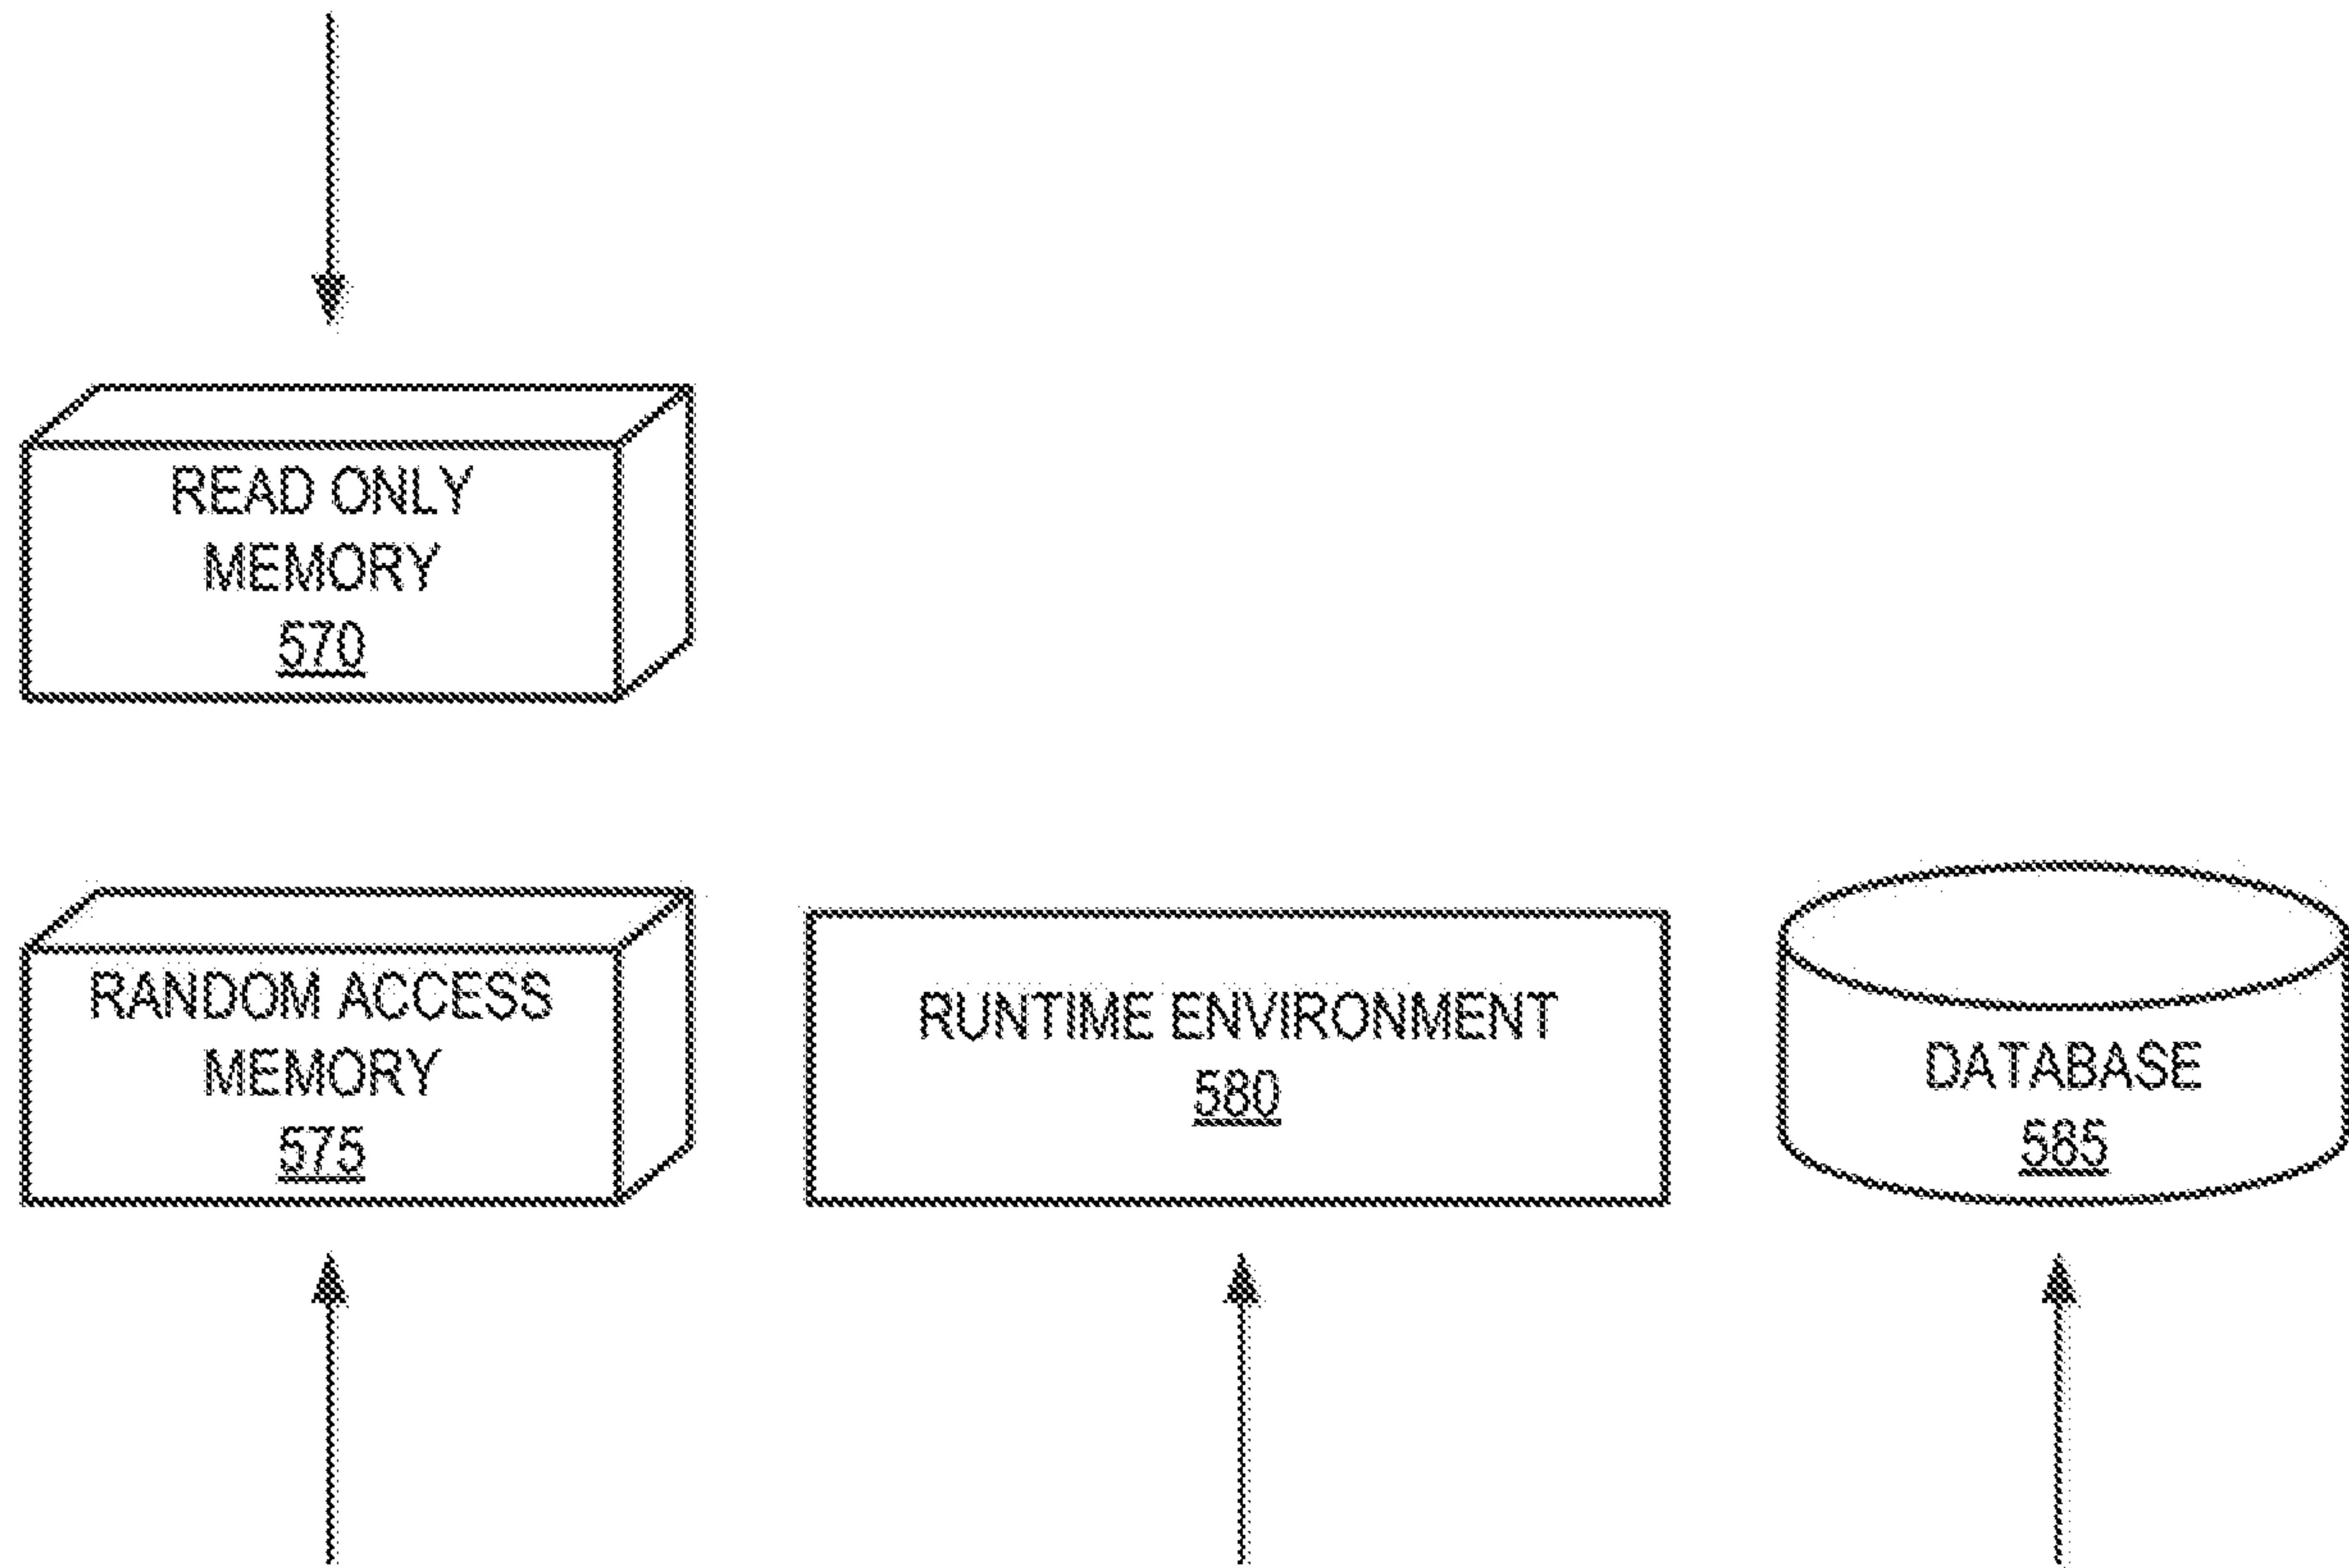 READ ONLY
MEMORY
570
RANDOM ACCESS
MEMORY
575
RUNTIME ENVIRONMENT
580
DATABASE
585